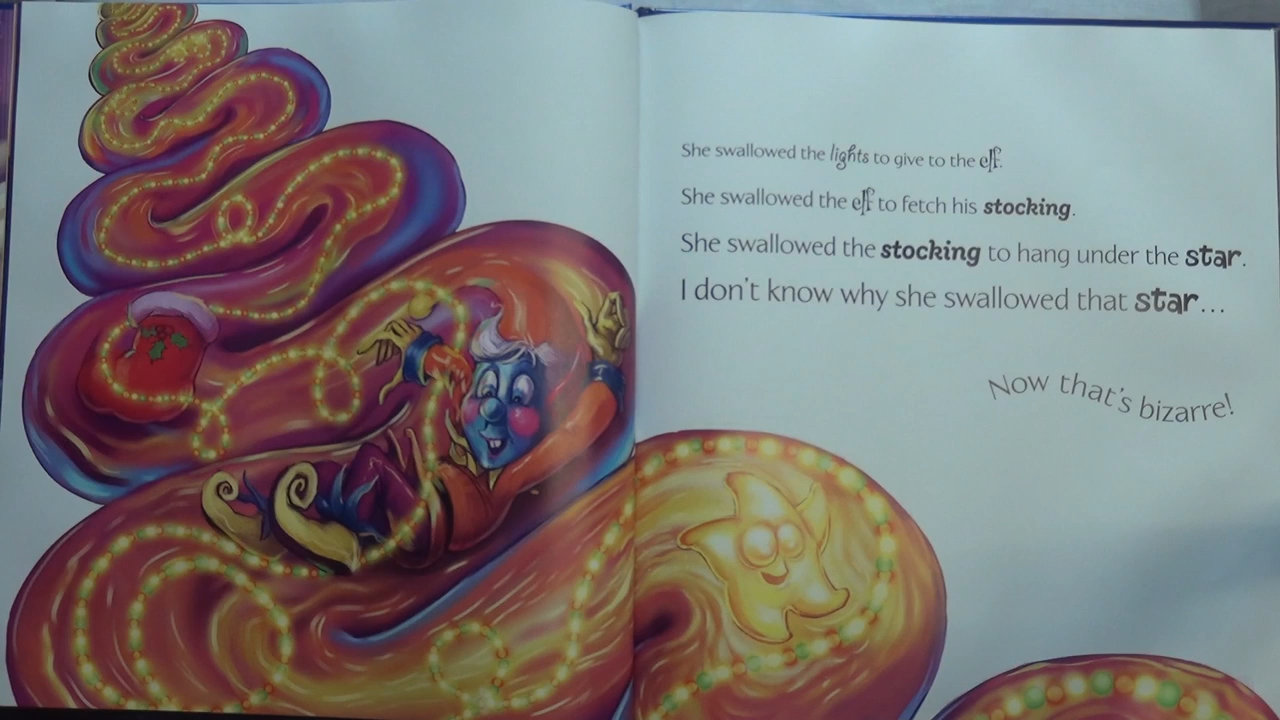 She swallowed the lights to give to the elf.
She swallowed the elf to fetch his stocking.
She swallowed the stocking to hang under the star.
I don't know why she swallowed that star...
Now that's bizarre!